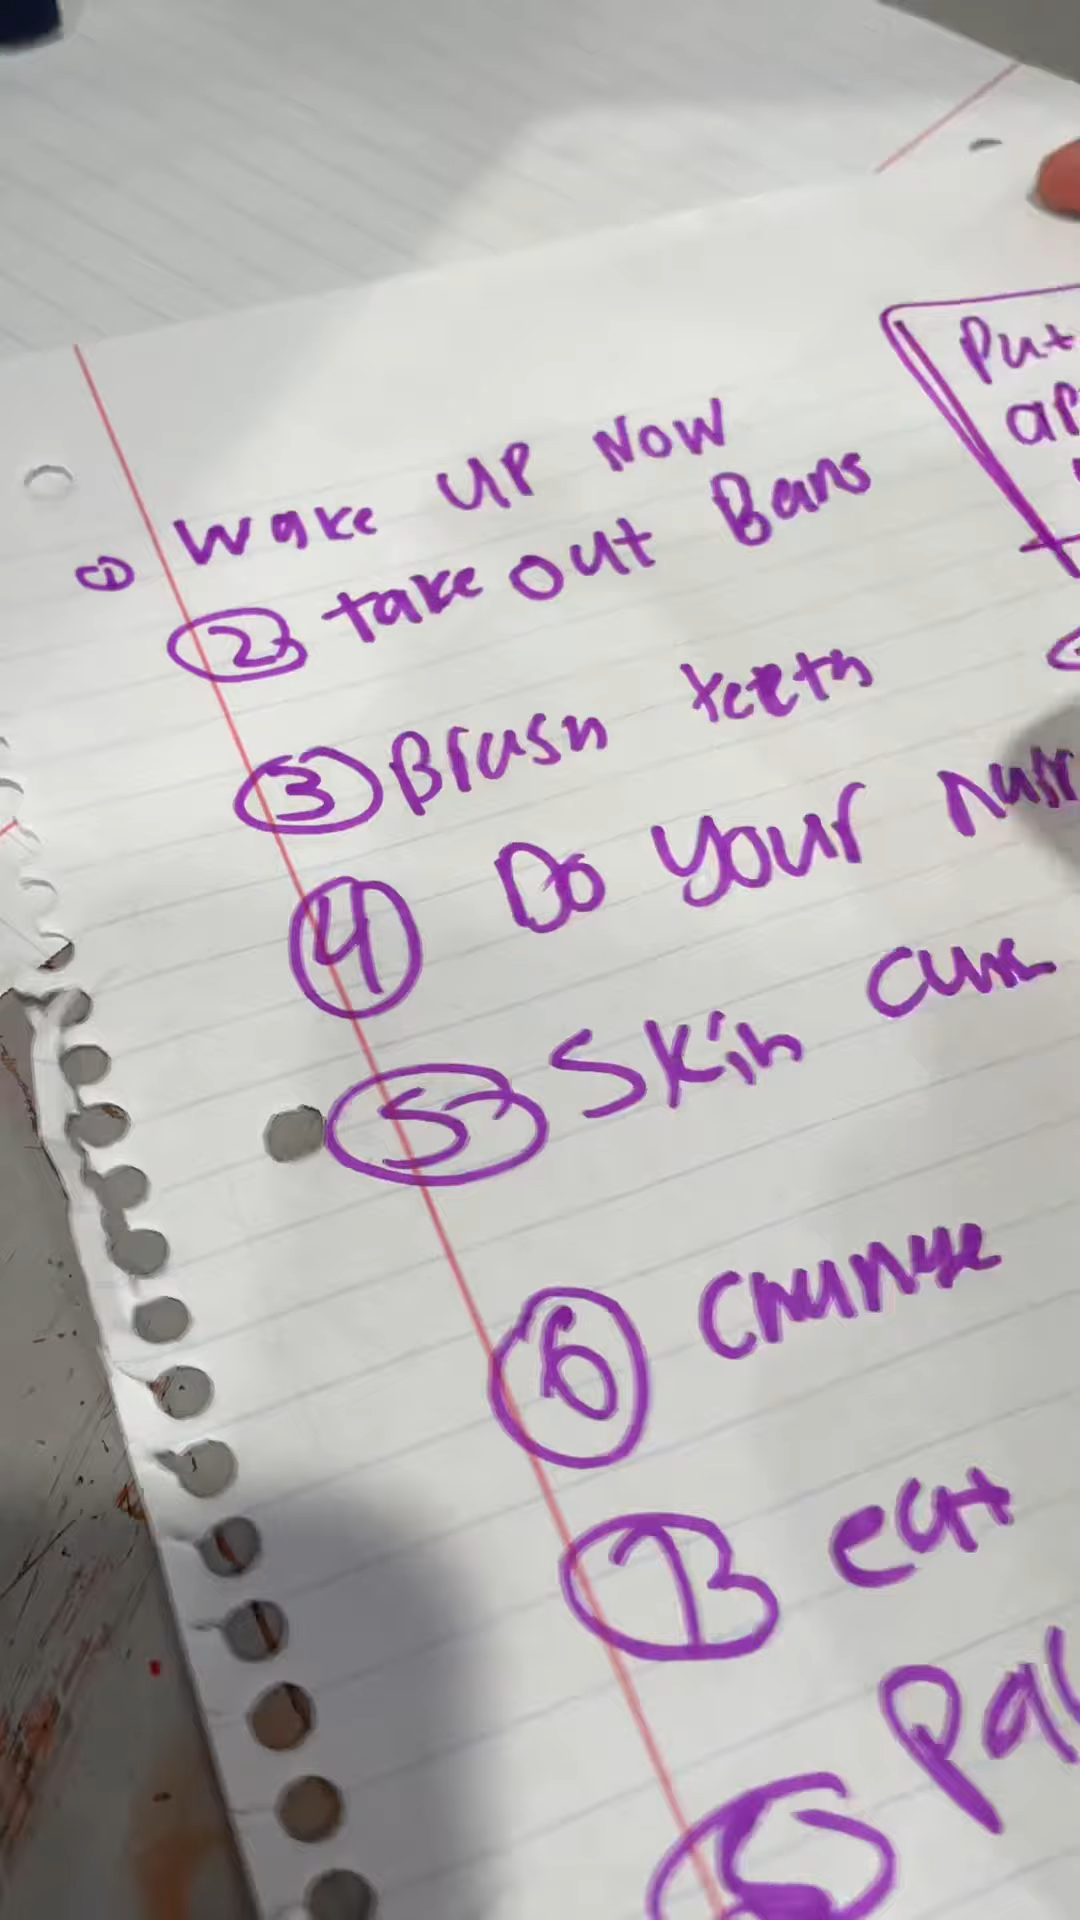 ① Wake UP NOW
② take out Bans
③ Brush teeth
④ Do your
⑤ Skin care
⑥ Change
⑦ eat
Put